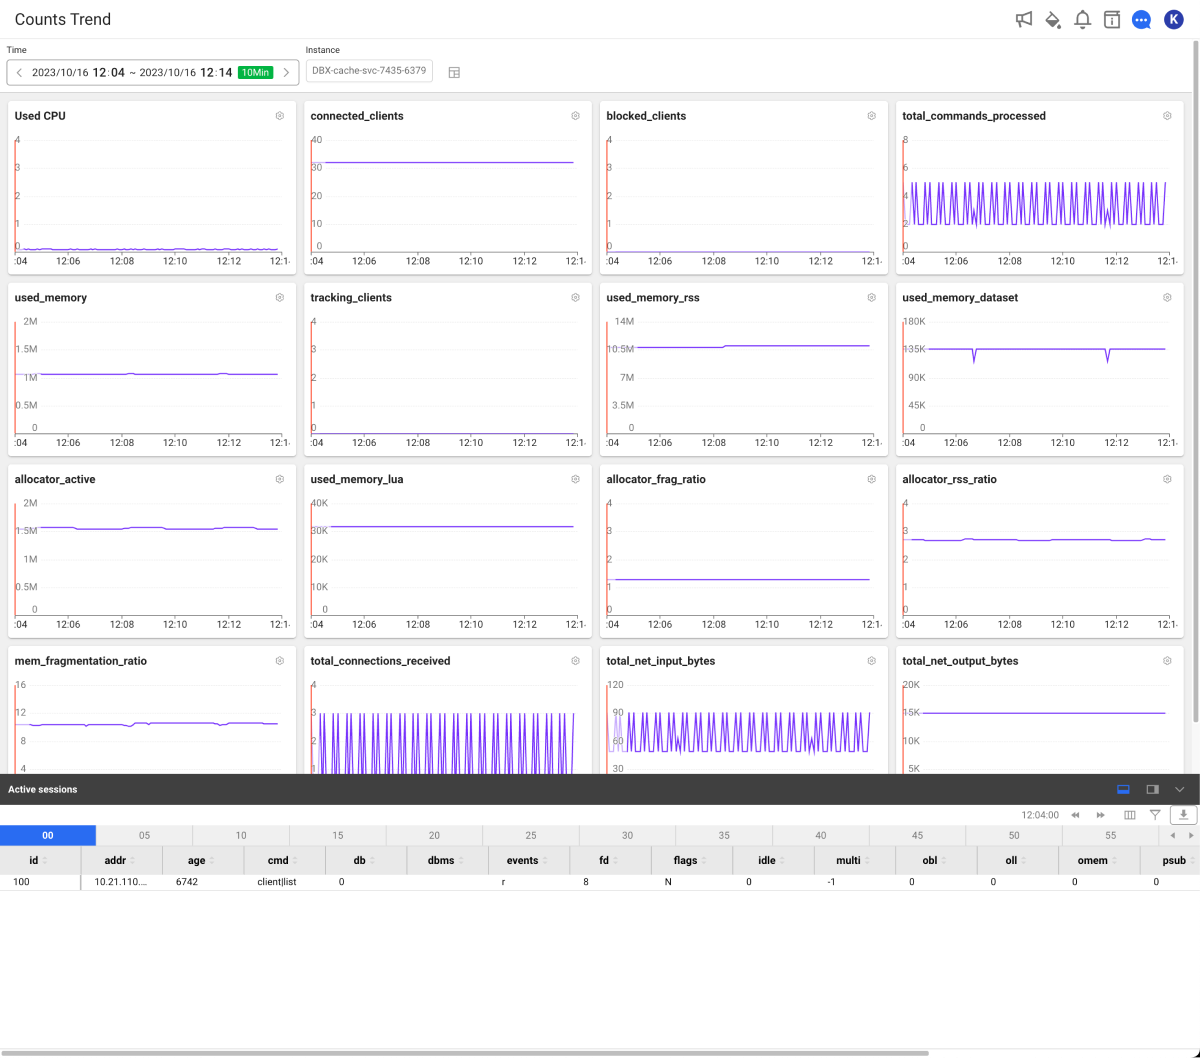 Counts Trend
K
Time
Instance
2023/10/16 12:04 ~ 2023/10/16 12:14 10Min
DBX-cache-svc-7435-6379
Used CPU
4
3
2
1
0
:04 12:06 12:08 12:10 12:12 12:1
connected_clients
40
30
20
10
0
:04 12:06 12:08 12:10 12:12 12:1
blocked_clients
4
3
2
1
0
:04 12:06 12:08 12:10 12:12 12:1
total_commands_processed
8
6
4
2
0
:04 12:06 12:08 12:10 12:12 12:1
used_memory
2M
1.5M
1M
0.5M
0
:04 12:06 12:08 12:10 12:12 12:1
tracking_clients
4
3
2
1
0
:04 12:06 12:08 12:10 12:12 12:1
used_memory_rss
14M
10.5M
7M
3.5M
0
:04 12:06 12:08 12:10 12:12 12:1
used_memory_dataset
180K
135K
90K
45K
0
:04 12:06 12:08 12:10 12:12 12:1
allocator_active
2M
1.5M
1M
0.5M
0
:04 12:06 12:08 12:10 12:12 12:1
used_memory_lua
40K
30K
20K
10K
0
:04 12:06 12:08 12:10 12:12 12:1
allocator_frag_ratio
4
3
2
1
0
:04 12:06 12:08 12:10 12:12 12:1
allocator_rss_ratio
4
3
2
1
0
:04 12:06 12:08 12:10 12:12 12:1
mem_fragmentation_ratio
16
12
8
4
total_connections_received
4
3
2
1
total_net_input_bytes
120
90
60
30
total_net_output_bytes
20K
15K
10K
5K
Active sessions
12:04:00
00 05 10 15 20 25 30 35 40 45 50 55
id addr age cmd db dbms events fd flags idle multi obl oll omem psub
100 10.21.110.... 6742 client|list 0 r 8 N 0 -1 0 0 0 0